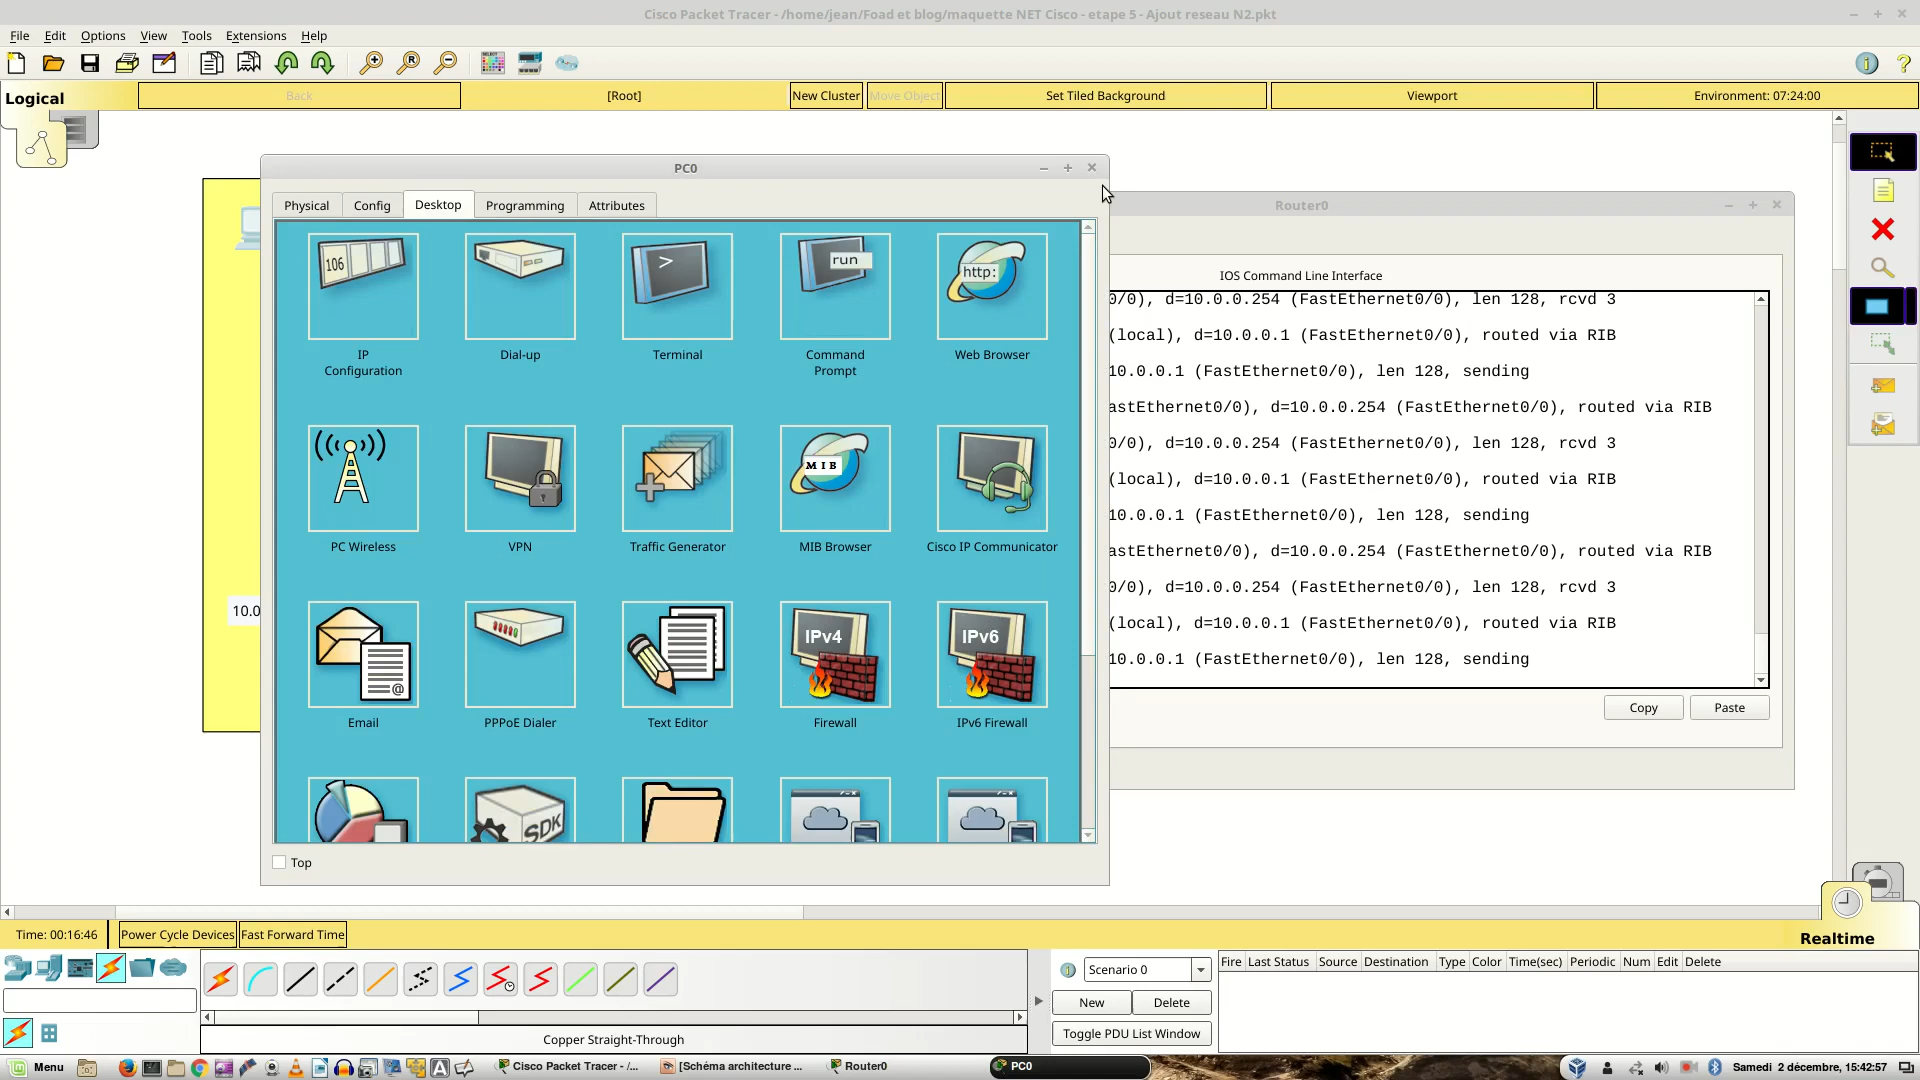 Cisco Packet Tracer - /home/jean/Foad et blog/maquette NET Cisco - etape 5 - Ajout reseau N2.pkt
File Edit Options View Tools Extensions Help
Logical
Back
[Root]
New Cluster
Move Object
Set Tiled Background
Viewport
Environment: 07:24:00
PC0
Physical Config Desktop Programming Attributes
106
>
run
http:
IP
Configuration
Dial-up
Terminal
Command
Prompt
Web Browser
MIB
PC Wireless
VPN
Traffic Generator
MIB Browser
Cisco IP Communicator
@
IPv4
IPv6
Email
PPPoE Dialer
Text Editor
Firewall
IPv6 Firewall
SDK
Top
10.0
Router0
IOS Command Line Interface
0/0), d=10.0.0.254 (FastEthernet0/0), len 128, rcvd 3
(local), d=10.0.0.1 (FastEthernet0/0), routed via RIB
10.0.0.1 (FastEthernet0/0), len 128, sending
astEthernet0/0), d=10.0.0.254 (FastEthernet0/0), routed via RIB
0/0), d=10.0.0.254 (FastEthernet0/0), len 128, rcvd 3
(local), d=10.0.0.1 (FastEthernet0/0), routed via RIB
10.0.0.1 (FastEthernet0/0), len 128, sending
astEthernet0/0), d=10.0.0.254 (FastEthernet0/0), routed via RIB
0/0), d=10.0.0.254 (FastEthernet0/0), len 128, rcvd 3
(local), d=10.0.0.1 (FastEthernet0/0), routed via RIB
10.0.0.1 (FastEthernet0/0), len 128, sending
Copy
Paste
Time: 00:16:46
Power Cycle Devices
Fast Forward Time
Realtime
Scenario 0
New
Delete
Toggle PDU List Window
Fire Last Status Source Destination Type Color Time(sec) Periodic Num Edit Delete
Copper Straight-Through
Menu
Cisco Packet Tracer - /...
[Schéma architecture ...
Router0
PC0
Samedi 2 décembre, 15:42:57